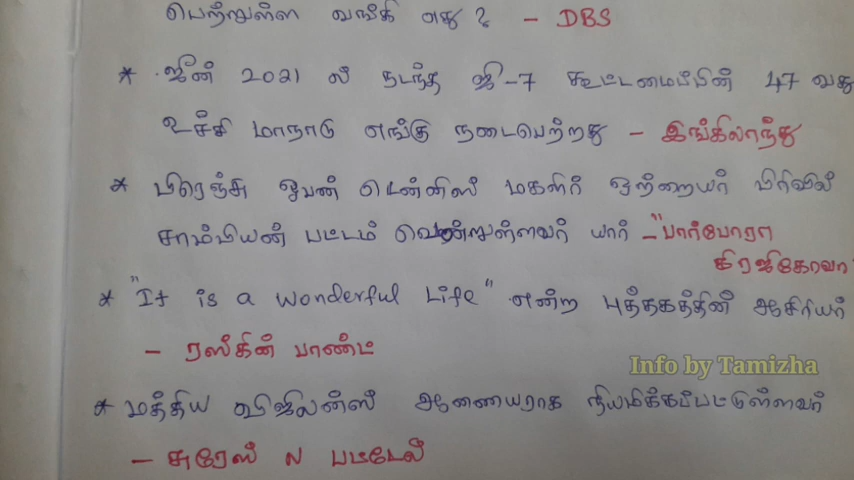 பெற்றுள்ள வங்கி எது ? - DBS
* ஜீன் 2021 ல் நடந்த ஜி-7 கூட்டமைப்பின் 47 வது
உச்சி மாநாடு எங்கு நடைபெற்றது - இங்கிலாந்து
* பிரெஞ்சு ஓபன் டென்னிஸ் மகளிர் ஒற்றையர் பிரிவில்
சாம்பியன் பட்டம் வென்றுள்ளவர் யார் - "பார்போரா
கிரஜிகோவா
* "It is a wonderful Life" என்ற புத்தகத்தின் ஆசிரியர்
- ரஸ்கின் பாண்ட்
Info by Tamizha
* மத்திய விஜிலன்ஸ் ஆணையராக நியமிக்கப்பட்டுள்ளவர்
- சுரேஸ் ல பட்டேல்